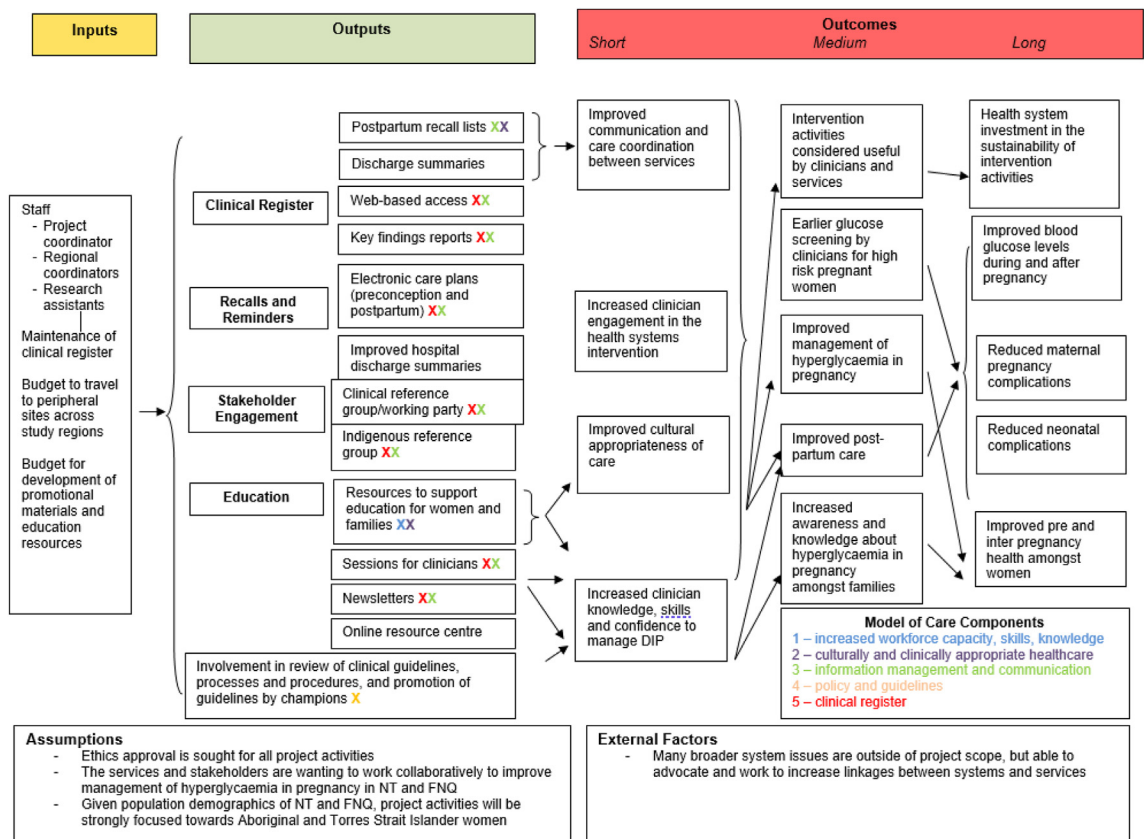 Inputs
Outputs
Outcomes
Short
Medium
Long
Staff
- Project
coordinator
- Regional
coordinators
- Research
assistants
Maintenance of
clinical register
Budget to travel
to peripheral
sites across
study regions
Budget for
development of
promotional
materials and
education
resources
Clinical Register
Recalls and
Reminders
Stakeholder
Engagement
Education
Postpartum recall lists XX
Discharge summaries
Web-based access XX
Key findings reports XX
Electronic care plans
(preconception and
postpartum) XX
Improved hospital
discharge summaries
Clinical reference
group/working party XX
Indigenous reference
group XX
Resources to support
education for women and
families XX
Sessions for clinicians XX
Newsletters XX
Online resource centre
Involvement in review of clinical guidelines,
processes and procedures, and promotion of
guidelines by champions X
Improved
communication and
care coordination
between services
Increased clinician
engagement in the
health systems
intervention
Improved cultural
appropriateness of
care
Increased clinician
knowledge, skills
and confidence to
manage DIP
Intervention
activities
considered useful
by clinicians and
services
Earlier glucose
screening by
clinicians for high
risk pregnant
women
Improved
management of
hyperglycaemia in
pregnancy
Improved post-
partum care
Increased
awareness and
knowledge about
hyperglycaemia in
pregnancy
amongst families
Health system
investment in the
sustainability of
intervention
activities
Improved blood
glucose levels
during and after
pregnancy
Reduced maternal
pregnancy
complications
Reduced neonatal
complications
Improved pre and
inter pregnancy
health amongst
women
Model of Care Components
1 – increased workforce capacity, skills, knowledge
2 – culturally and clinically appropriate healthcare
3 – information management and communication
4 – policy and guidelines
5 – clinical register
Assumptions
- Ethics approval is sought for all project activities
- The services and stakeholders are wanting to work collaboratively to improve
management of hyperglycaemia in pregnancy in NT and FNQ
- Given population demographics of NT and FNQ, project activities will be
strongly focused towards Aboriginal and Torres Strait Islander women
External Factors
- Many broader system issues are outside of project scope, but able to
advocate and work to increase linkages between systems and services